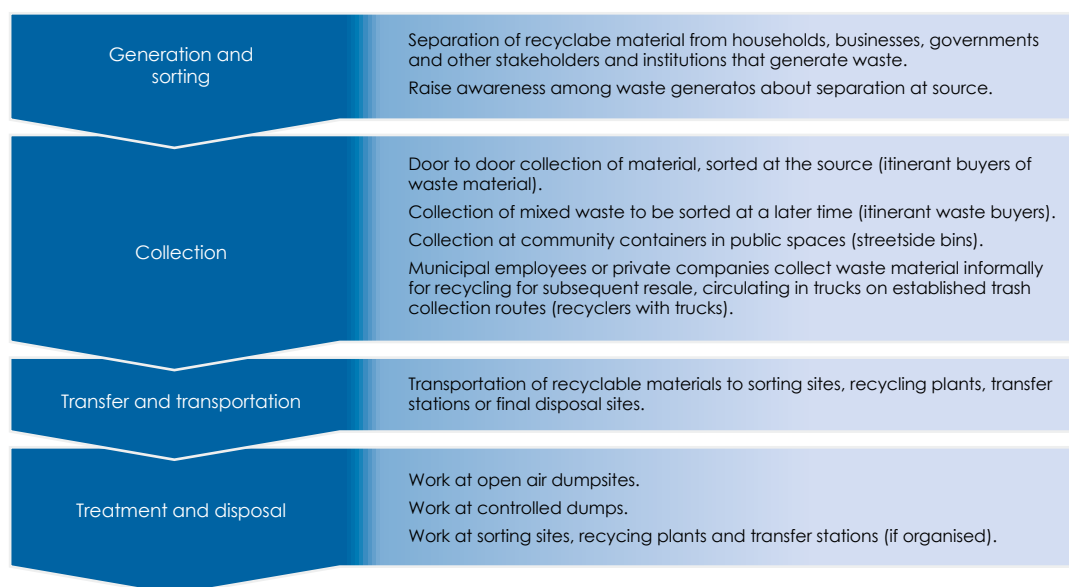 Generation and
sorting
Separation of recyclabe material from households, businesses, governments
and other stakeholders and institutions that generate waste.
Raise awareness among waste generatos about separation at source.
Collection
Door to door collection of material, sorted at the source (itinerant buyers of
waste material).
Collection of mixed waste to be sorted at a later time (itinerant waste buyers).
Collection at community containers in public spaces (streetside bins).
Municipal employees or private companies collect waste material informally
for recycling for subsequent resale, circulating in trucks on established trash
collection routes (recyclers with trucks).
Transfer and transportation
Transportation of recyclable materials to sorting sites, recycling plants, transfer
stations or final disposal sites.
Treatment and disposal
Work at open air dumpsites.
Work at controlled dumps.
Work at sorting sites, recycing plants and transfer stations (if organised).